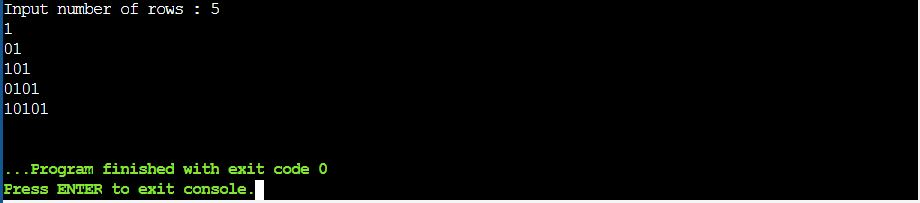 Input number of rows : 5
1
01
101
0101
10101
...Program finished with exit code 0
Press ENTER to exit console.